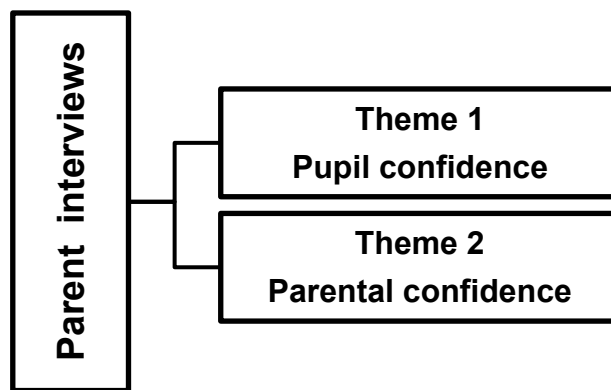 Parent interviews
Theme 1
Pupil confidence
Theme 2
Parental confidence